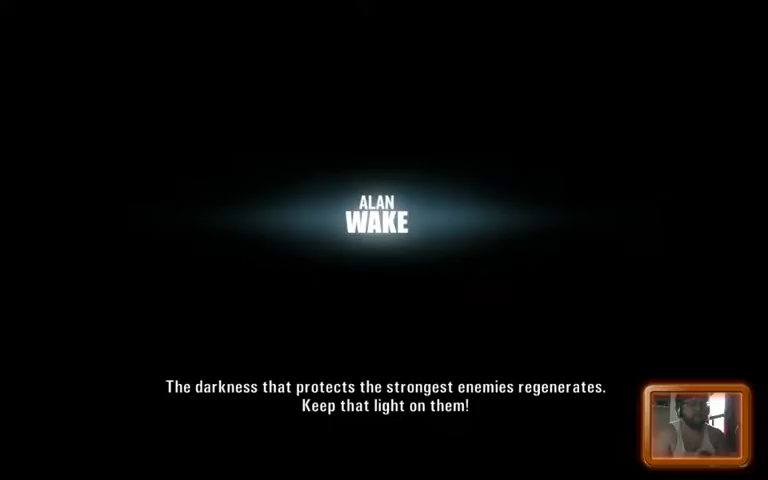 ALAN
WAKE
The darkness that protects the strongest enemies regenerates.
Keep that light on them!